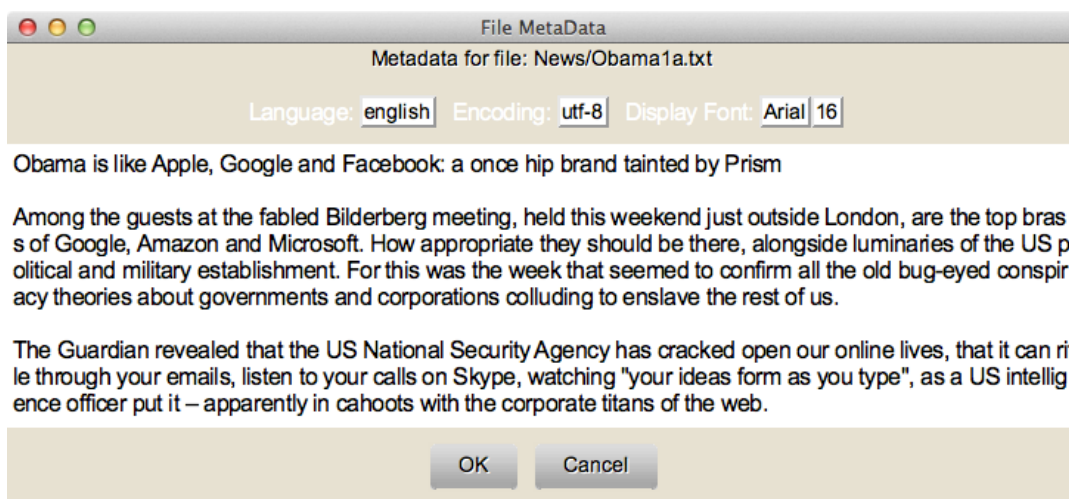 File MetaData
Metadata for file: News/Obama1a.txt
Language: english Encoding: utf-8 Display Font: Arial 16
Obama is like Apple, Google and Facebook: a once hip brand tainted by Prism
Among the guests at the fabled Bilderberg meeting, held this weekend just outside London, are the top bras
s of Google, Amazon and Microsoft. How appropriate they should be there, alongside luminaries of the US p
olitical and military establishment. For this was the week that seemed to confirm all the old bug-eyed conspir
acy theories about governments and corporations colluding to enslave the rest of us.
The Guardian revealed that the US National Security Agency has cracked open our online lives, that it can rif
le through your emails, listen to your calls on Skype, watching "your ideas form as you type", as a US intellig
ence officer put it – apparently in cahoots with the corporate titans of the web.
OK Cancel